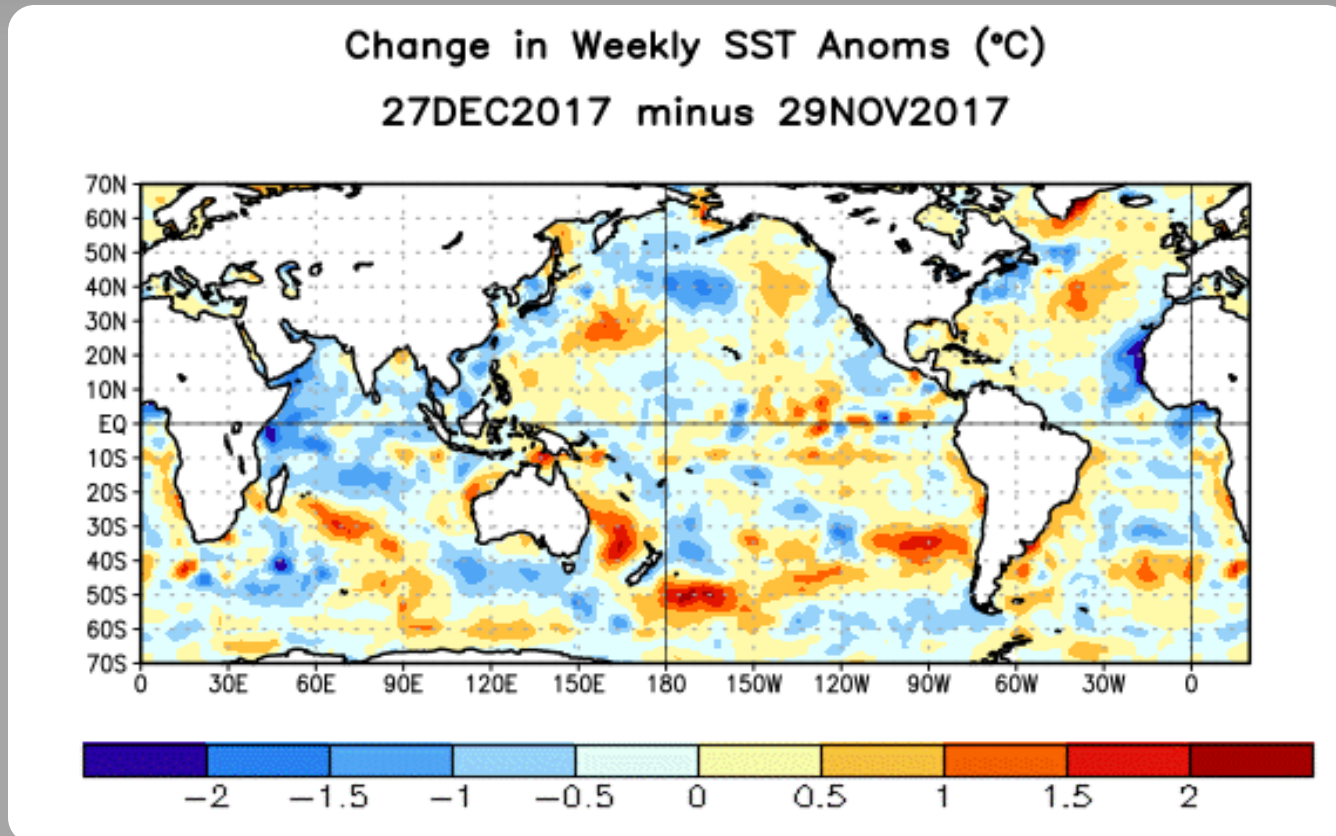 Change in Weekly SST Anoms (°C)
27DEC2017 minus 29NOV2017
70N
60N
50N
40N
30N
20N
10N
EQ
10S
20S
30S
40S
50S
60S
70S
0 30E 60E 90E 120E 150E 180 150W 120W 90W 60W 30W 0
−2 −1.5 −1 −0.5 0 0.5 1 1.5 2